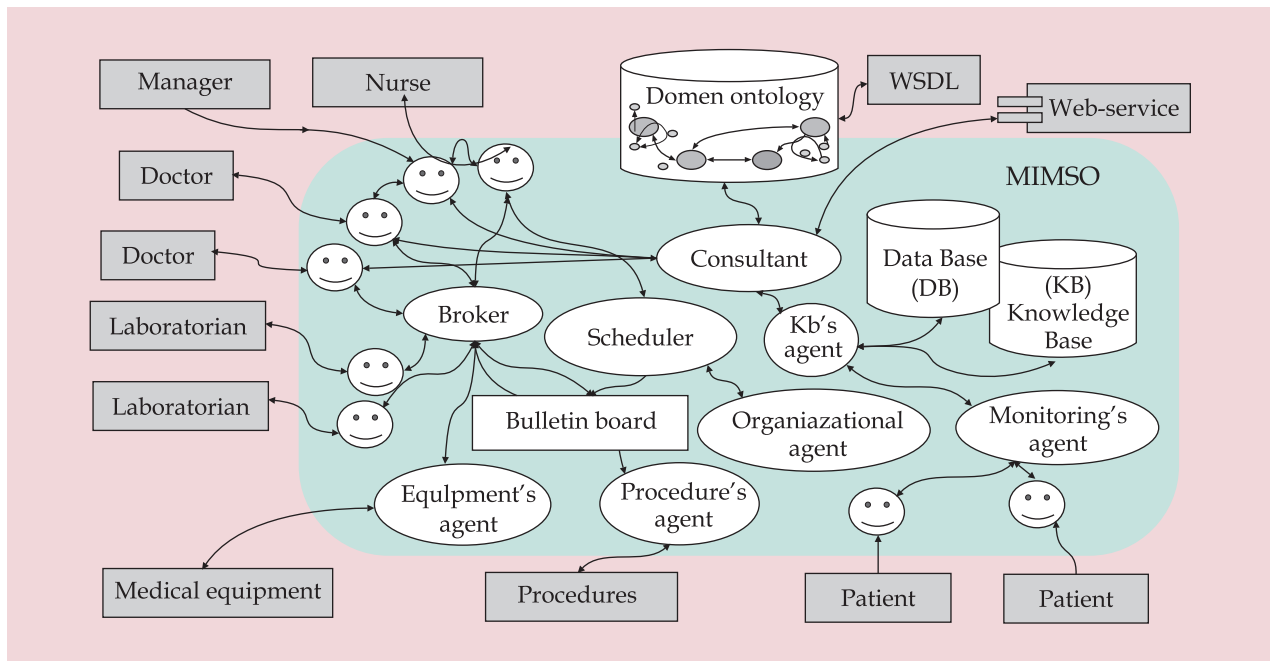 Manager
Nurse
Domen ontology
WSDL
Web-service
Doctor
MIMSO
Doctor
Consultant
Data Base
(DB)
(KB)
Knowledge
Base
Laboratorian
Broker
Scheduler
Kb's
agent
Laboratorian
Bulletin board
Organiazational
agent
Monitoring's
agent
Equlpment's
agent
Procedure's
agent
Medical equipment
Procedures
Patient
Patient